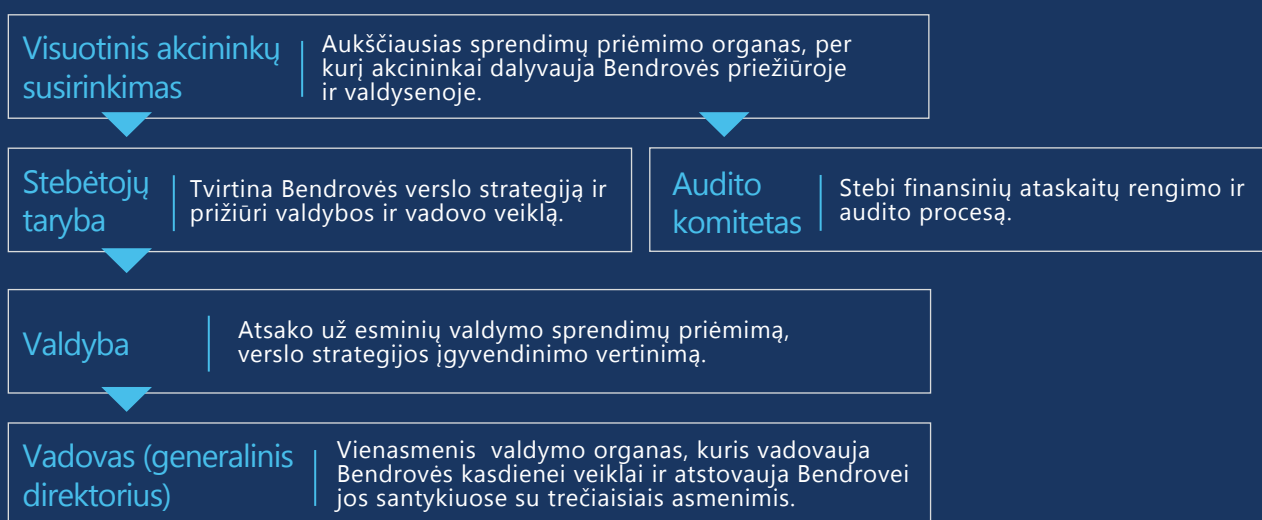 Visuotinis akcininkų
susirinkimas
Aukščiausias sprendimų priėmimo organas, per
kurį akcininkai dalyvauja Bendrovės priežiūroje
ir valdysenoje.
Stebėtojų
taryba
Tvirtina Bendrovės verslo strategiją ir
prižiūri valdybos ir vadovo veiklą.
Audito
komitetas
Stebi finansinių ataskaitų rengimo ir
audito procesą.
Valdyba
Atsako už esminių valdymo sprendimų priėmimą,
verslo strategijos įgyvendinimo vertinimą.
Vadovas (generalinis
direktorius)
Vienasmenis valdymo organas, kuris vadovauja
Bendrovės kasdienei veiklai ir atstovauja Bendrovei
jos santykiuose su trečiaisiais asmenimis.